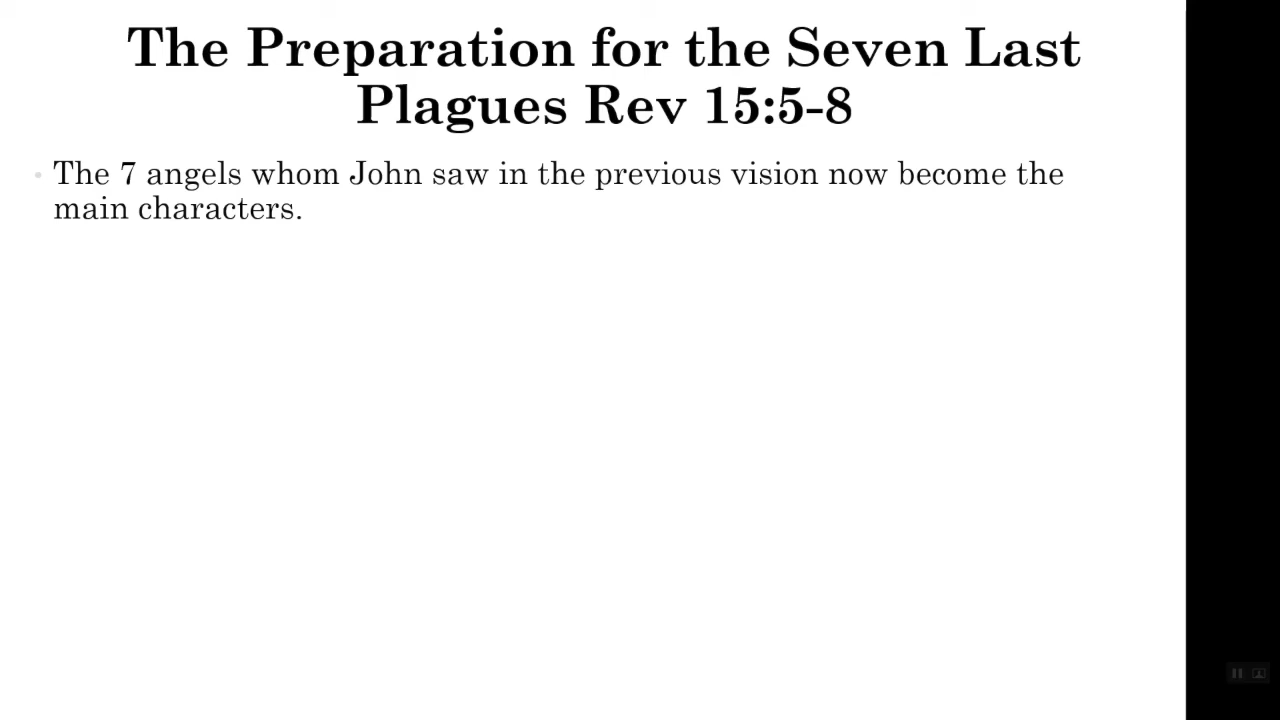 The Preparation for the Seven Last
Plagues Rev 15:5-8
• The 7 angels whom John saw in the previous vision now become the
main characters.